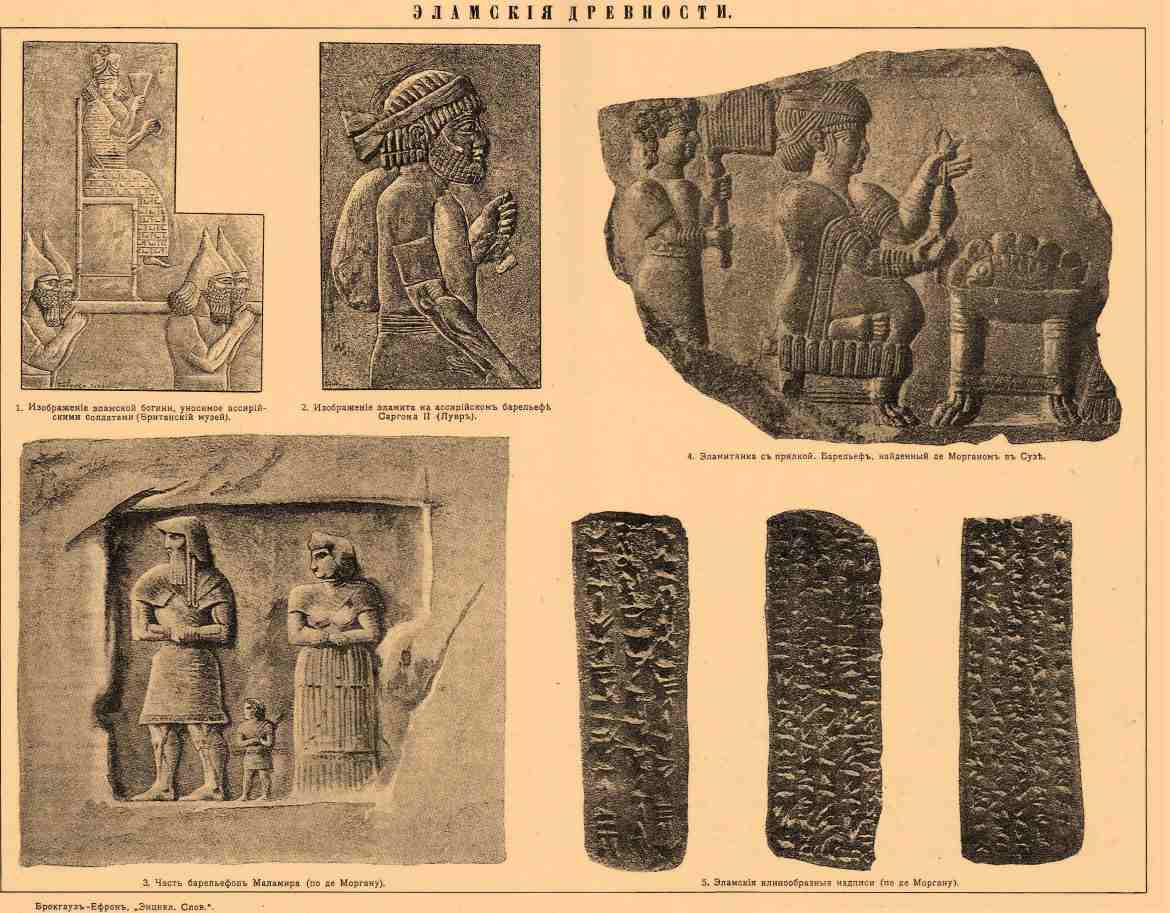 ЭЛАМСКІЯ ДРЕВНОСТИ.
1. Изображеніе эламской богини, уносимое ассирій-
скими солдатами (Британскій музей).
2. Изображеніе эламита на ассирійскомъ барельефѣ
Саргона II (Лувръ).
4. Эламитянка съ прялкой. Барельефъ, найденный де Морганомъ въ Сузѣ.
3. Часть барельефовъ Маламира (по де Моргану).
5. Эламскія клинообразныя надписи (по де Моргану).
Брокгаузъ-Ефронъ, „Энцикл. Слов.".